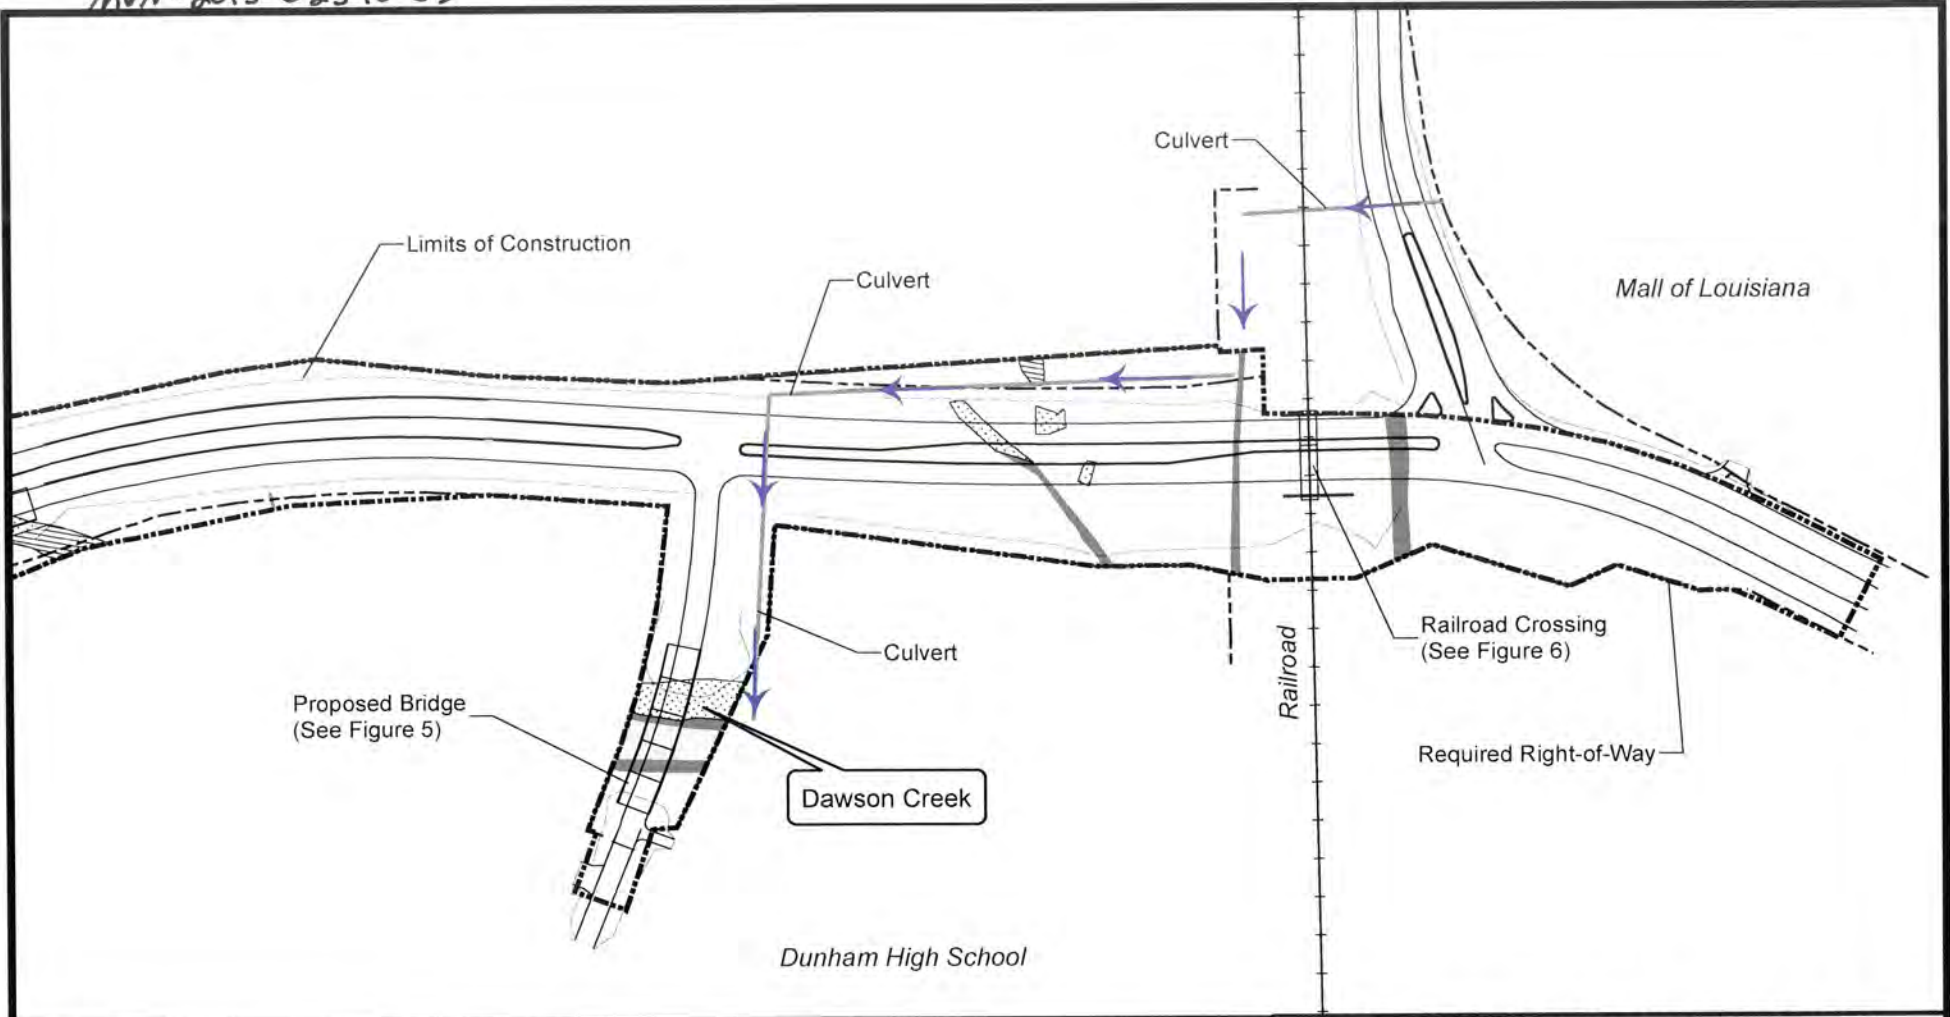 Culvert
Limits of Construction
Culvert
Mall of Louisiana
Railroad Crossing
(See Figure 6)
Culvert
Railroad
Proposed Bridge
(See Figure 5)
Required Right-of-Way
Dawson Creek
Dunham High School